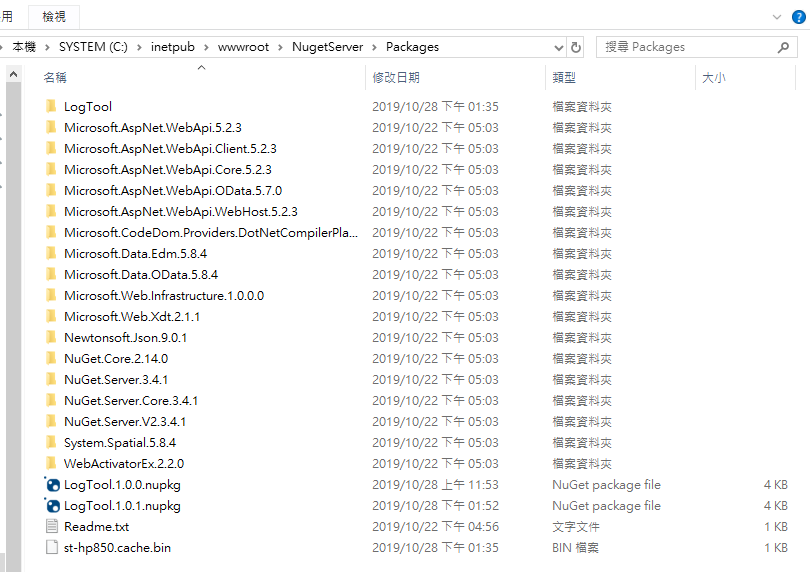 用 檢視
本機 SYSTEM (C:) inetpub wwwroot NugetServer Packages 搜尋 Packages
名稱 修改日期 類型 大小
LogTool 2019/10/28 下午 01:35 檔案資料夾
Microsoft.AspNet.WebApi.5.2.3 2019/10/22 下午 05:03 檔案資料夾
Microsoft.AspNet.WebApi.Client.5.2.3 2019/10/22 下午 05:03 檔案資料夾
Microsoft.AspNet.WebApi.Core.5.2.3 2019/10/22 下午 05:03 檔案資料夾
Microsoft.AspNet.WebApi.OData.5.7.0 2019/10/22 下午 05:03 檔案資料夾
Microsoft.AspNet.WebApi.WebHost.5.2.3 2019/10/22 下午 05:03 檔案資料夾
Microsoft.CodeDom.Providers.DotNetCompilerPla... 2019/10/22 下午 05:03 檔案資料夾
Microsoft.Data.Edm.5.8.4 2019/10/22 下午 05:03 檔案資料夾
Microsoft.Data.OData.5.8.4 2019/10/22 下午 05:03 檔案資料夾
Microsoft.Web.Infrastructure.1.0.0.0 2019/10/22 下午 05:03 檔案資料夾
Microsoft.Web.Xdt.2.1.1 2019/10/22 下午 05:03 檔案資料夾
Newtonsoft.Json.9.0.1 2019/10/22 下午 05:03 檔案資料夾
NuGet.Core.2.14.0 2019/10/22 下午 05:03 檔案資料夾
NuGet.Server.3.4.1 2019/10/22 下午 05:03 檔案資料夾
NuGet.Server.Core.3.4.1 2019/10/22 下午 05:03 檔案資料夾
NuGet.Server.V2.3.4.1 2019/10/22 下午 05:03 檔案資料夾
System.Spatial.5.8.4 2019/10/22 下午 05:03 檔案資料夾
WebActivatorEx.2.2.0 2019/10/22 下午 05:03 檔案資料夾
LogTool.1.0.0.nupkg 2019/10/28 上午 11:53 NuGet package file 4 KB
LogTool.1.0.1.nupkg 2019/10/28 下午 01:52 NuGet package file 4 KB
Readme.txt 2019/10/22 下午 04:56 文字文件 1 KB
st-hp850.cache.bin 2019/10/28 下午 01:35 BIN 檔案 1 KB